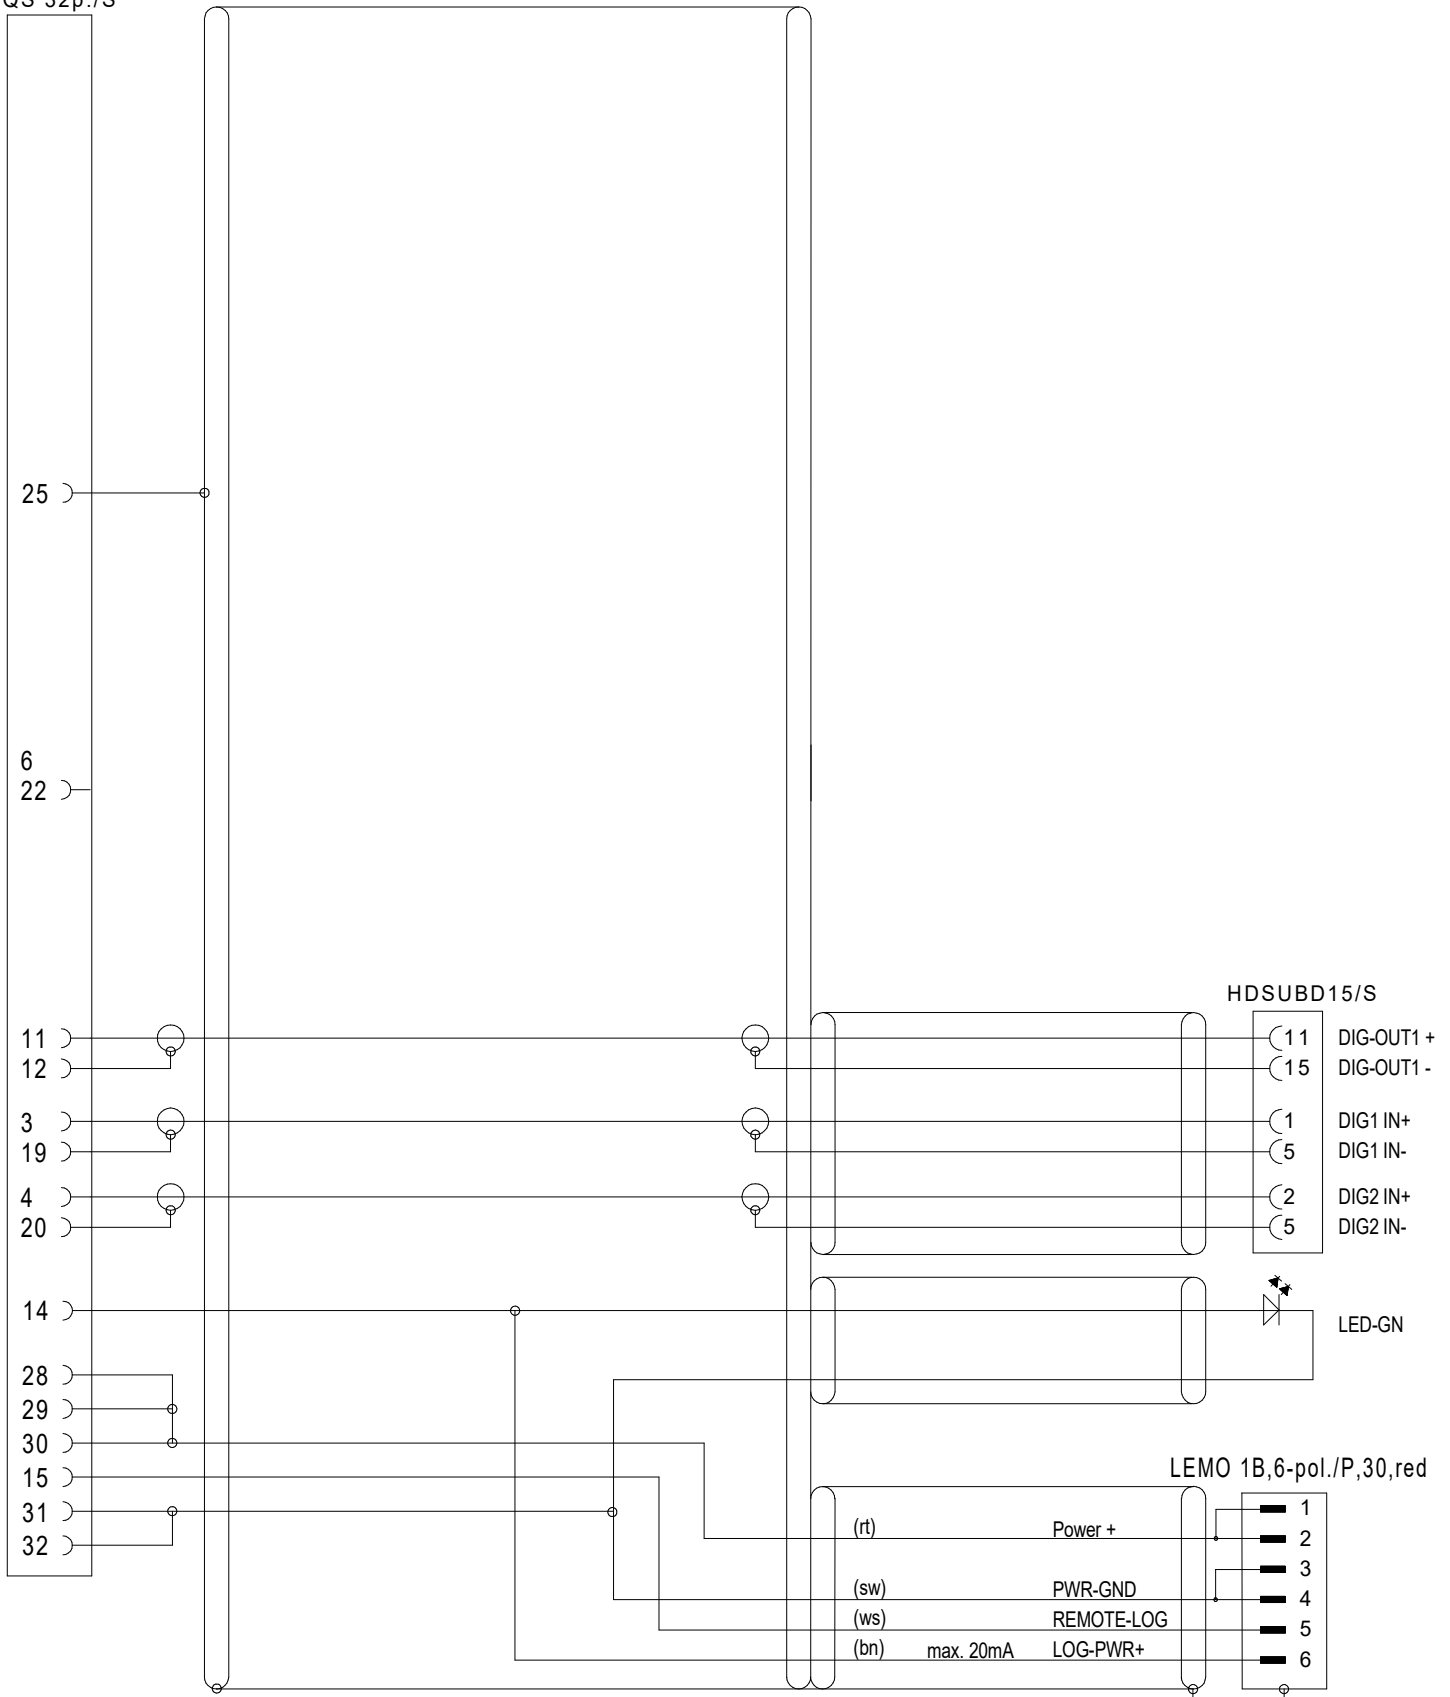 QS 32p./S
25
6
22
HDSUBD15/S
11 11 DIG-OUT1 +
12 15 DIG-OUT1 -
3 1 DIG1 IN+
19 5 DIG1 IN-
4 2 DIG2 IN+
20 5 DIG2 IN-
14 LED-GN
28
29
30
15
31
32
LEMO 1B,6-pol./P,30,red
1
(rt) Power + 2
3
(sw) PWR-GND 4
(ws) REMOTE-LOG 5
(bn) max. 20mA LOG-PWR+ 6